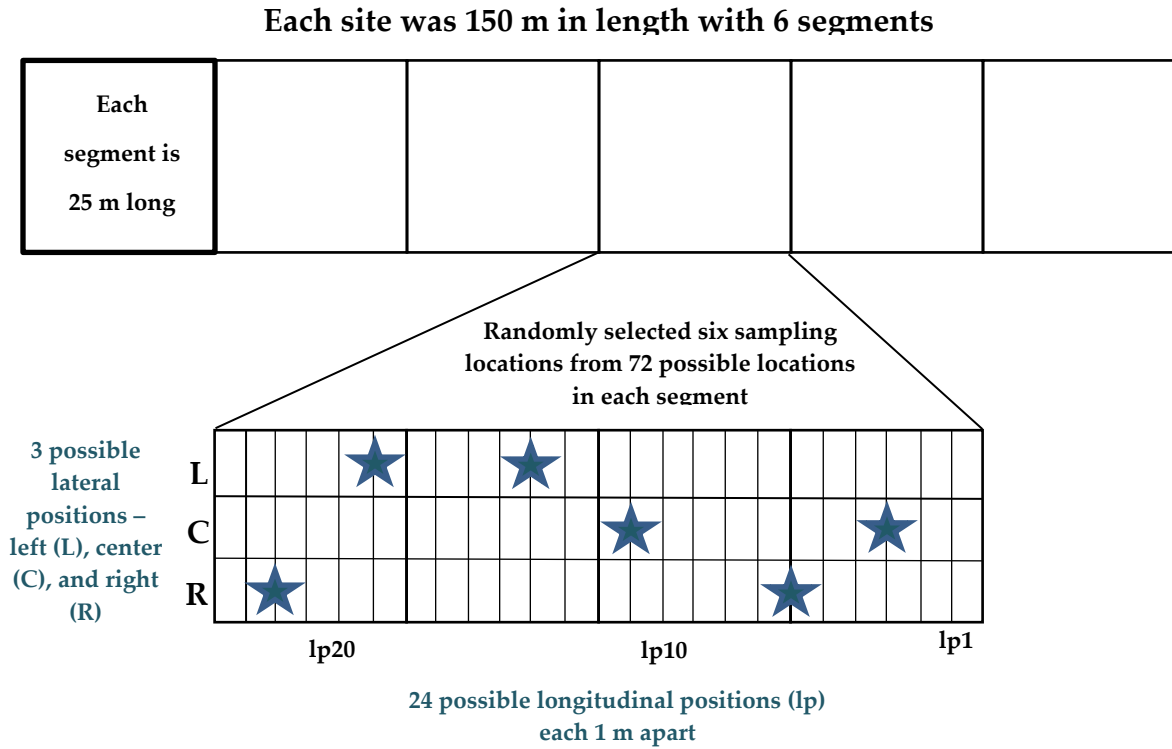 Each site was 150 m in length with 6 segments
Each
segment is
25 m long
Randomly selected six sampling
locations from 72 possible locations
in each segment
3 possible
lateral
positions –
left (L), center
(C), and right
(R)
L
C
R
lp20
lp10
lp1
24 possible longitudinal positions (lp)
each 1 m apart